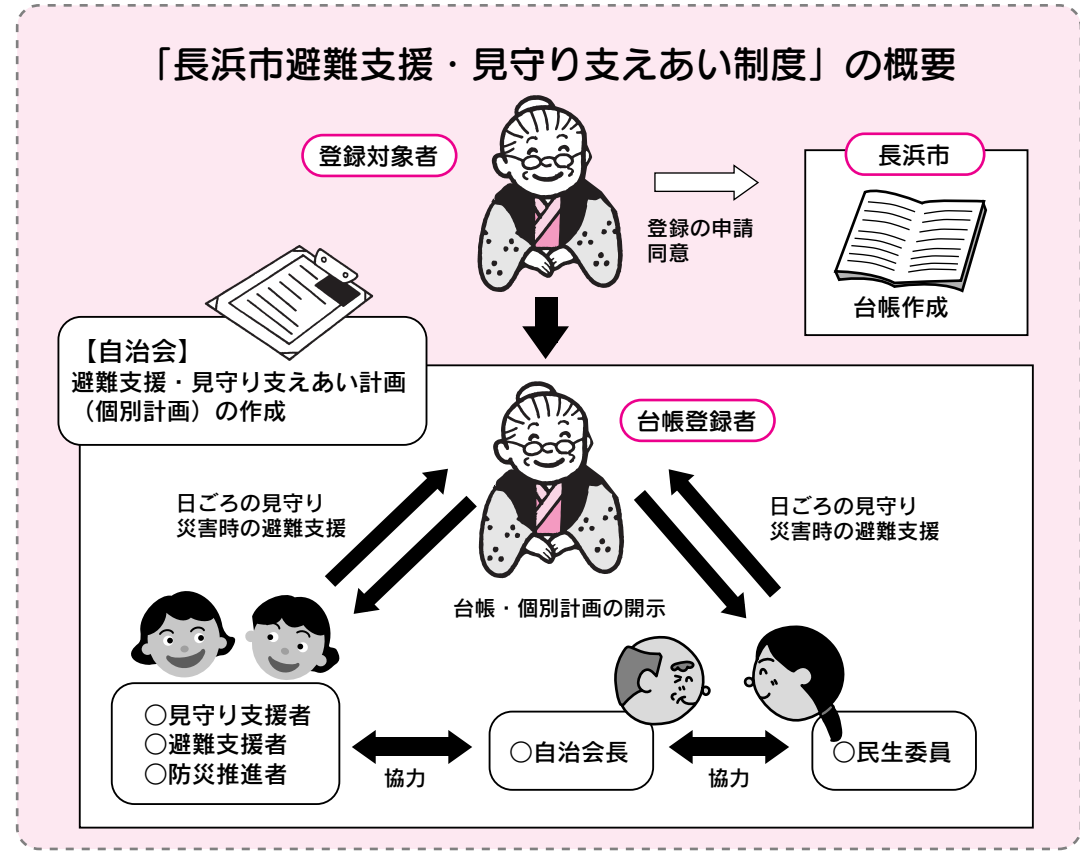 「長浜市避難支援・見守り支えあい制度」の概要
登録対象者
長浜市
登録の申請
同意
台帳作成
【自治会】
避難支援・見守り支えあい計画
（個別計画）の作成
台帳登録者
日ごろの見守り
災害時の避難支援
日ごろの見守り
災害時の避難支援
台帳・個別計画の開示
○見守り支援者
○避難支援者
○防災推進者
協力
○自治会長
協力
○民生委員